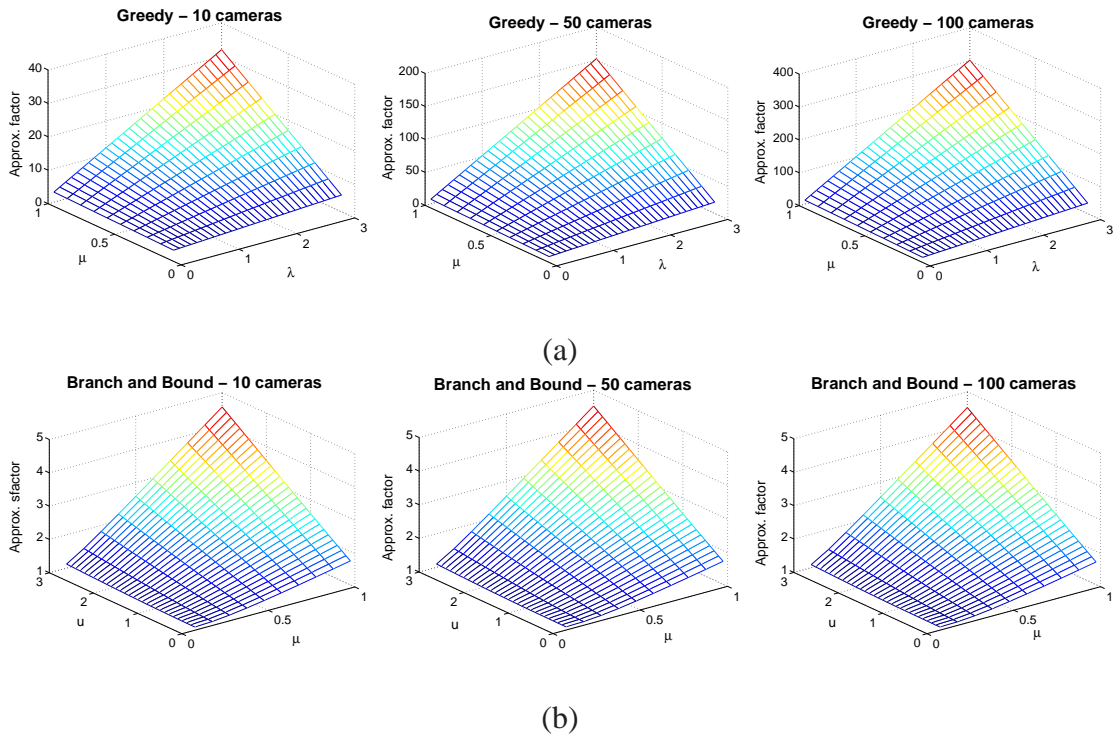 Greedy – 10 cameras
Approx. factor
40
30
20
10
0
1
0.5
0
μ
0
1
2
3
λ
Greedy – 50 cameras
Approx. factor
200
150
100
50
0
1
0.5
0
μ
0
1
2
3
λ
Greedy – 100 cameras
Approx. factor
400
300
200
100
0
1
0.5
0
μ
0
1
2
3
λ
(a)
Branch and Bound – 10 cameras
Approx. sfactor
5
4
3
2
1
3
2
1
0
u
0
0.5
1
μ
Branch and Bound – 50 cameras
Approx. factor
5
4
3
2
1
3
2
1
0
u
0
0.5
1
μ
Branch and Bound – 100 cameras
Approx. factor
5
4
3
2
1
3
2
1
0
u
0
0.5
1
μ
(b)